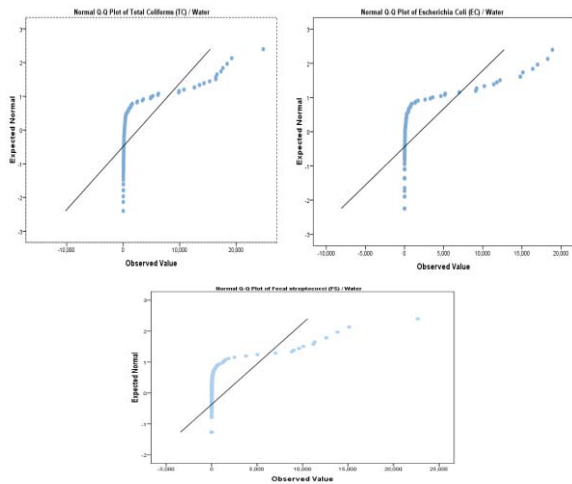 Normal Q-Q Plot of Total Coliforms (TC) / Water
Expected Normal
3
2
1
0
-1
-2
-3
-10,000 0 10,000 20,000
Observed Value
Normal Q-Q Plot of Escherichia Coli (EC) / Water
Expected Normal
3
2
1
0
-1
-2
-3
-10,000 -5,000 0 5,000 10,000 15,000 20,000
Observed Value
Normal Q-Q Plot of Fecal streptococci (FS) / Water
Expected Normal
3
2
1
0
-1
-2
-5,000 0 5,000 10,000 15,000 20,000 25,000
Observed Value